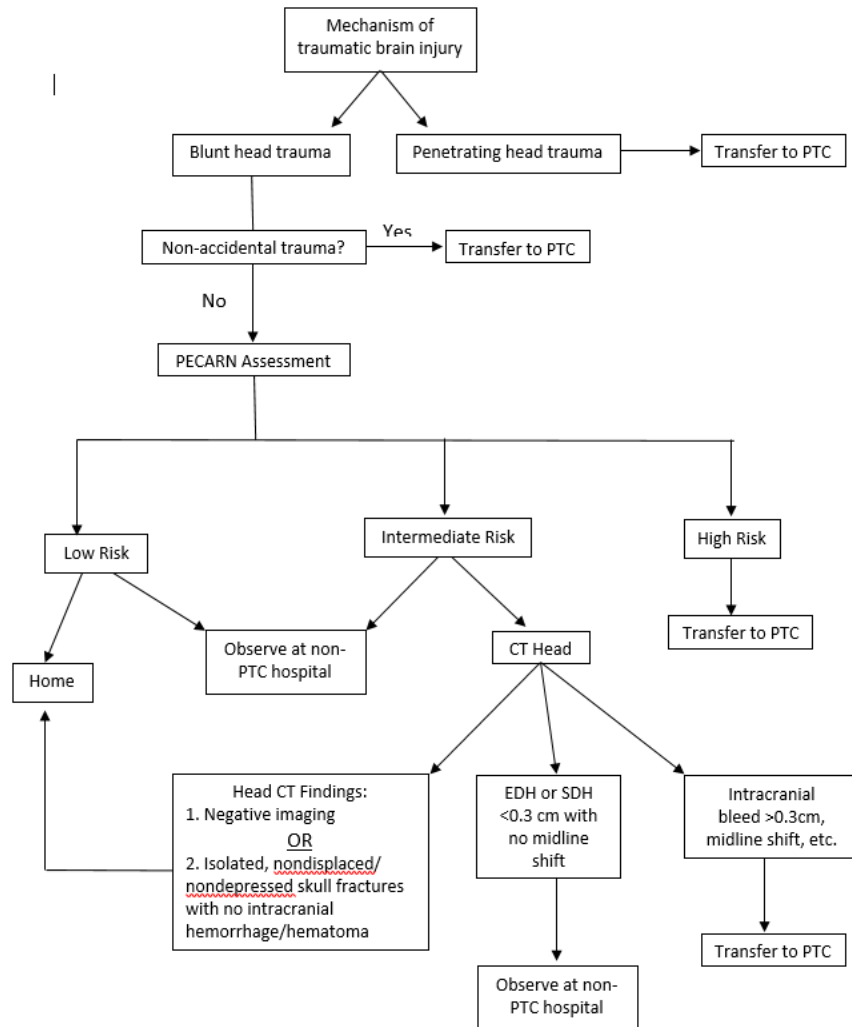 Mechanism of
traumatic brain injury
Blunt head trauma
Penetrating head trauma
Transfer to PTC
Non-accidental trauma?
Yes
Transfer to PTC
No
PECARN Assessment
Low Risk
Intermediate Risk
High Risk
Home
Observe at non-
PTC hospital
CT Head
Transfer to PTC
Head CT Findings:
1. Negative imaging
OR
2. Isolated, nondisplaced/
nondepressed skull fractures
with no intracranial
hemorrhage/hematoma
EDH or SDH
<0.3 cm with
no midline
shift
Intracranial
bleed >0.3cm,
midline shift, etc.
Observe at non-
PTC hospital
Transfer to PTC